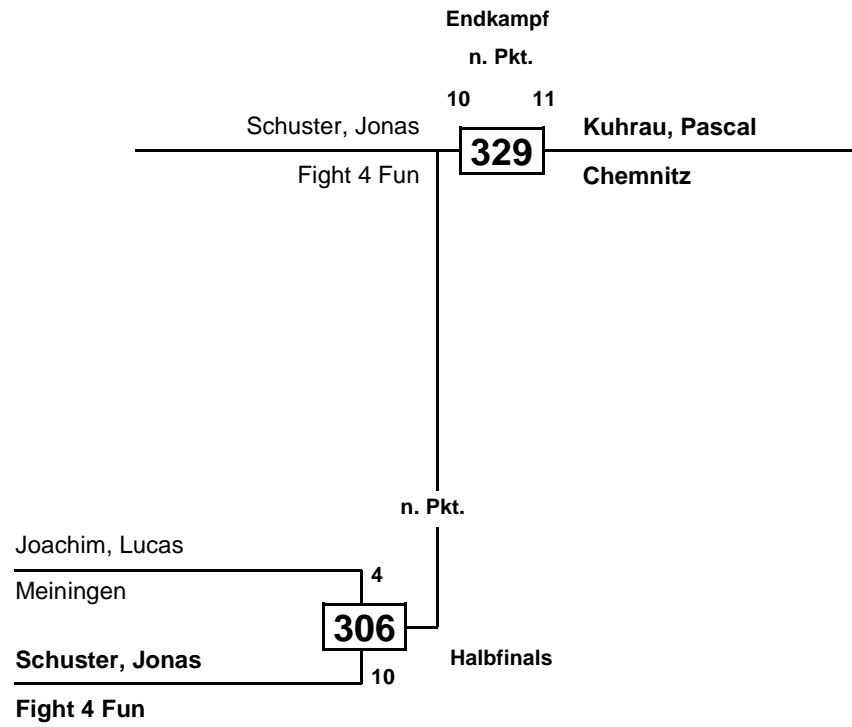 Endkampf
n. Pkt.
10 11
Schuster, Jonas 329 Kuhrau, Pascal
Fight 4 Fun Chemnitz
n. Pkt.
Joachim, Lucas
4
Meiningen
306
Schuster, Jonas Halbfinals
10
Fight 4 Fun